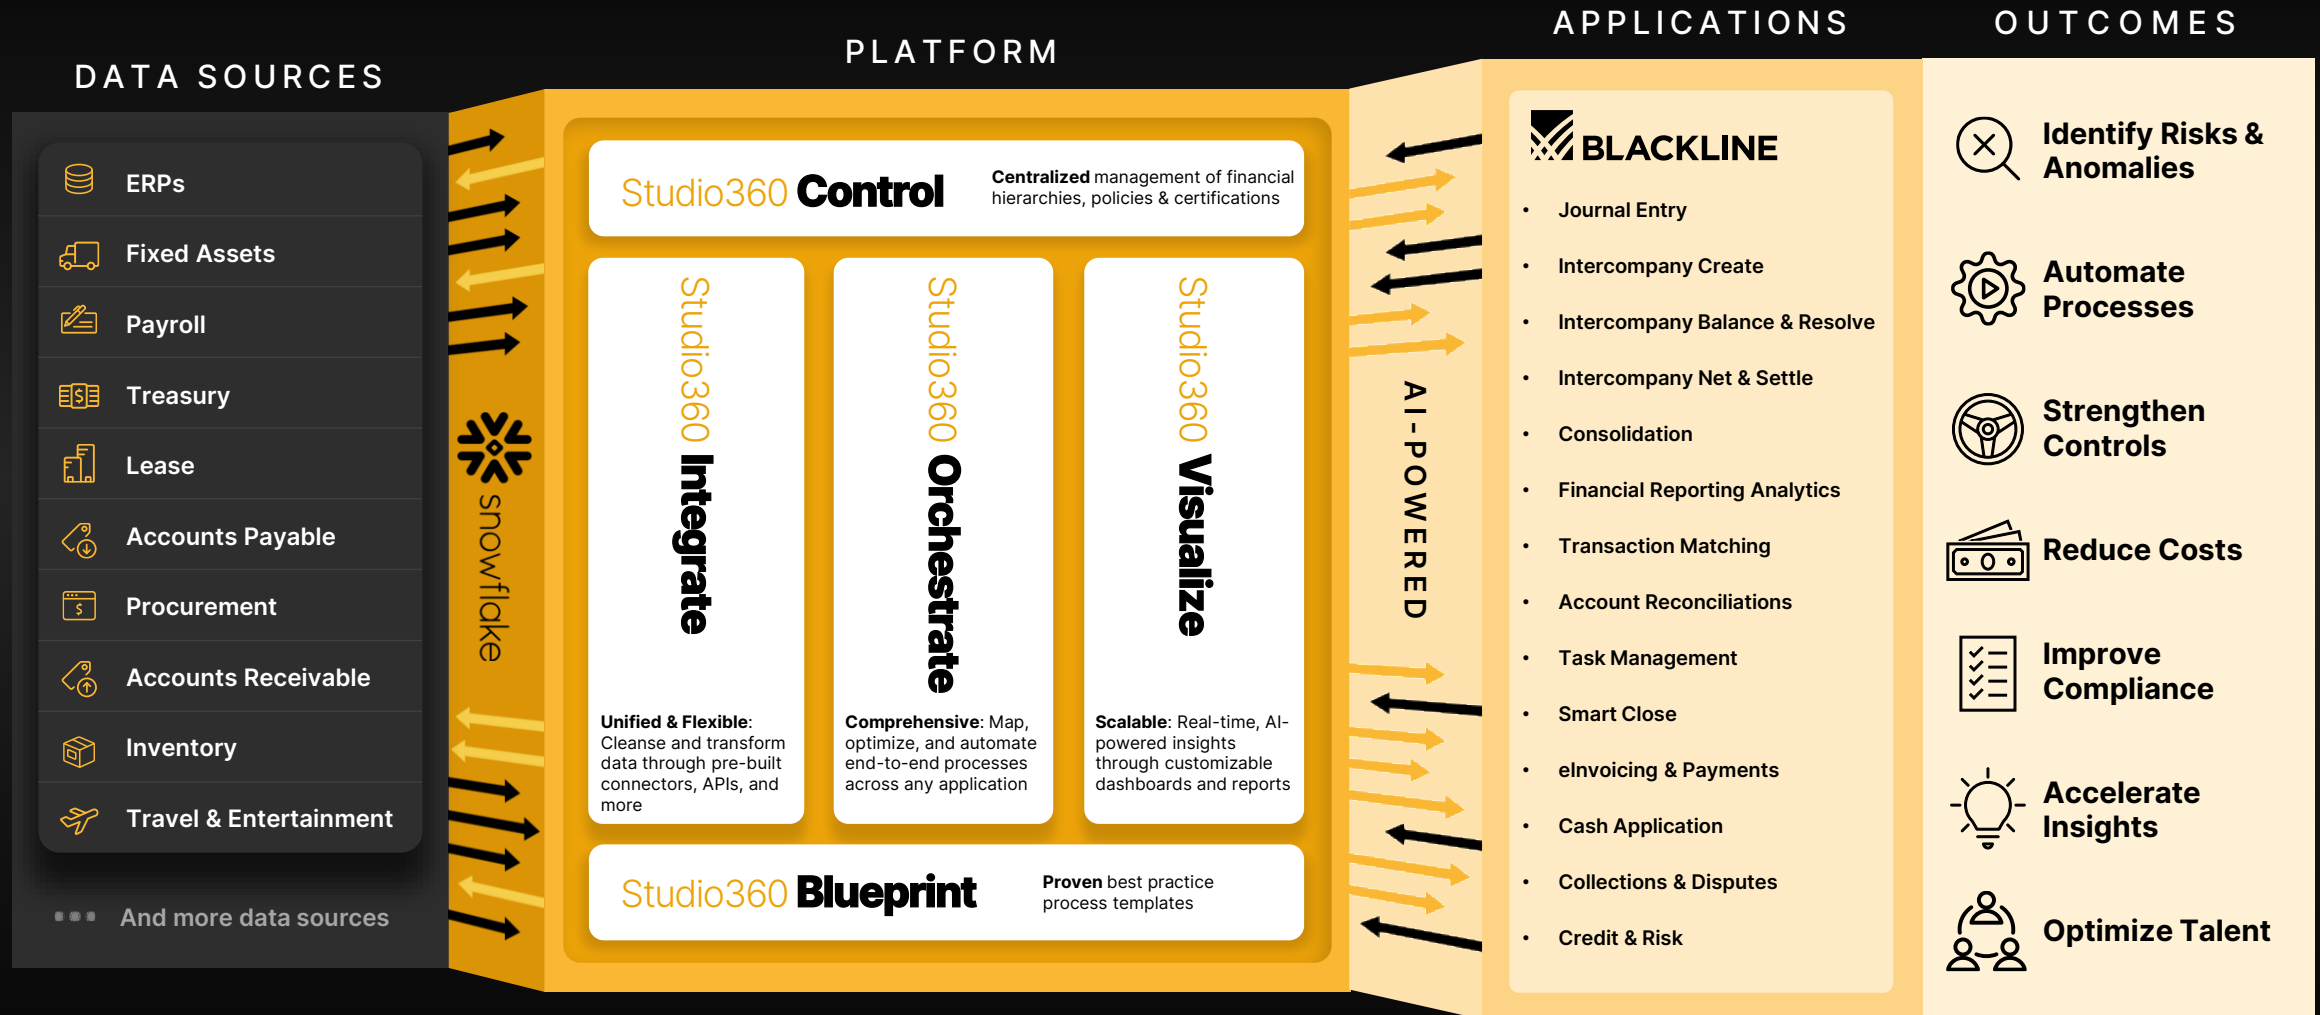 DATA SOURCES
ERPs
Fixed Assets
Payroll
Treasury
Lease
Accounts Payable
Procurement
Accounts Receivable
Inventory
Travel & Entertainment
And more data sources
snowflake
PLATFORM
Studio360 Control
Centralized management of financial
hierarchies, policies & certifications
Studio360 Integrate
Unified & Flexible:
Cleanse and transform
data through pre-built
connectors, APIs, and
more
Studio360 Orchestrate
Comprehensive: Map,
optimize, and automate
end-to-end processes
across any application
Studio360 Visualize
Scalable: Real-time, AI-
powered insights
through customizable
dashboards and reports
Studio360 Blueprint
Proven best practice
process templates
AI-POWERED
APPLICATIONS
BLACKLINE
• Journal Entry
• Intercompany Create
• Intercompany Balance & Resolve
• Intercompany Net & Settle
• Consolidation
• Financial Reporting Analytics
• Transaction Matching
• Account Reconciliations
• Task Management
• Smart Close
• eInvoicing & Payments
• Cash Application
• Collections & Disputes
• Credit & Risk
OUTCOMES
Identify Risks &
Anomalies
Automate
Processes
Strengthen
Controls
Reduce Costs
Improve
Compliance
Accelerate
Insights
Optimize Talent